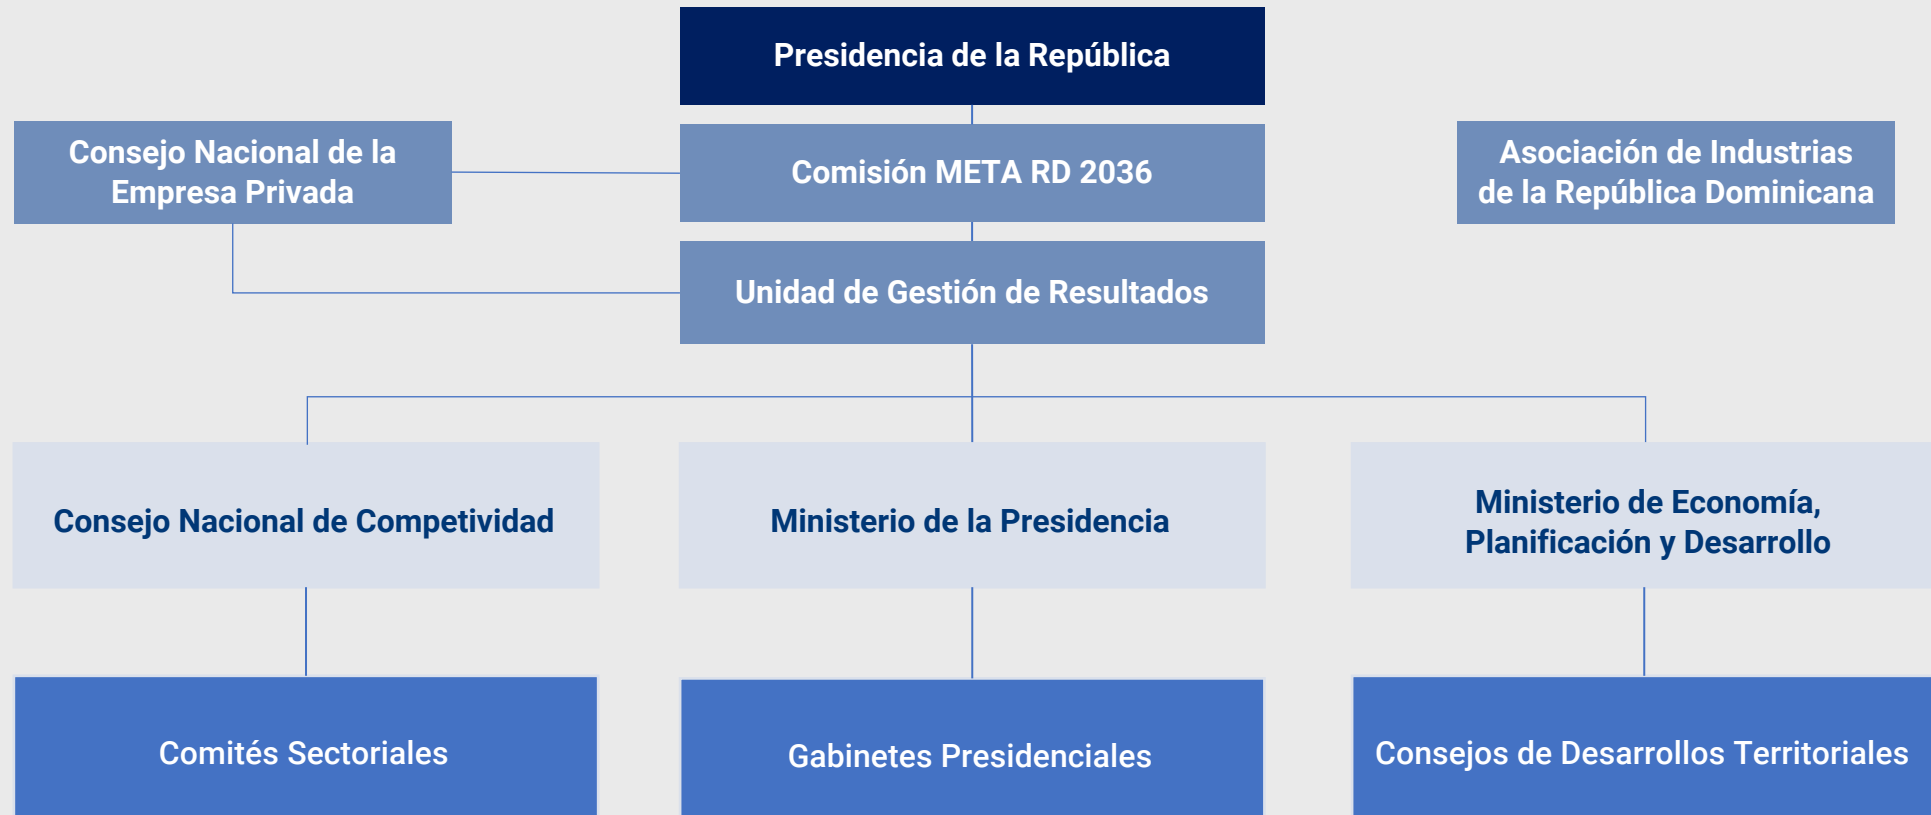 Presidencia de la República
Consejo Nacional de la
Empresa Privada
Comisión META RD 2036
Asociación de Industrias
de la República Dominicana
Unidad de Gestión de Resultados
Consejo Nacional de Competividad
Ministerio de la Presidencia
Ministerio de Economía,
Planificación y Desarrollo
Comités Sectoriales
Gabinetes Presidenciales
Consejos de Desarrollos Territoriales